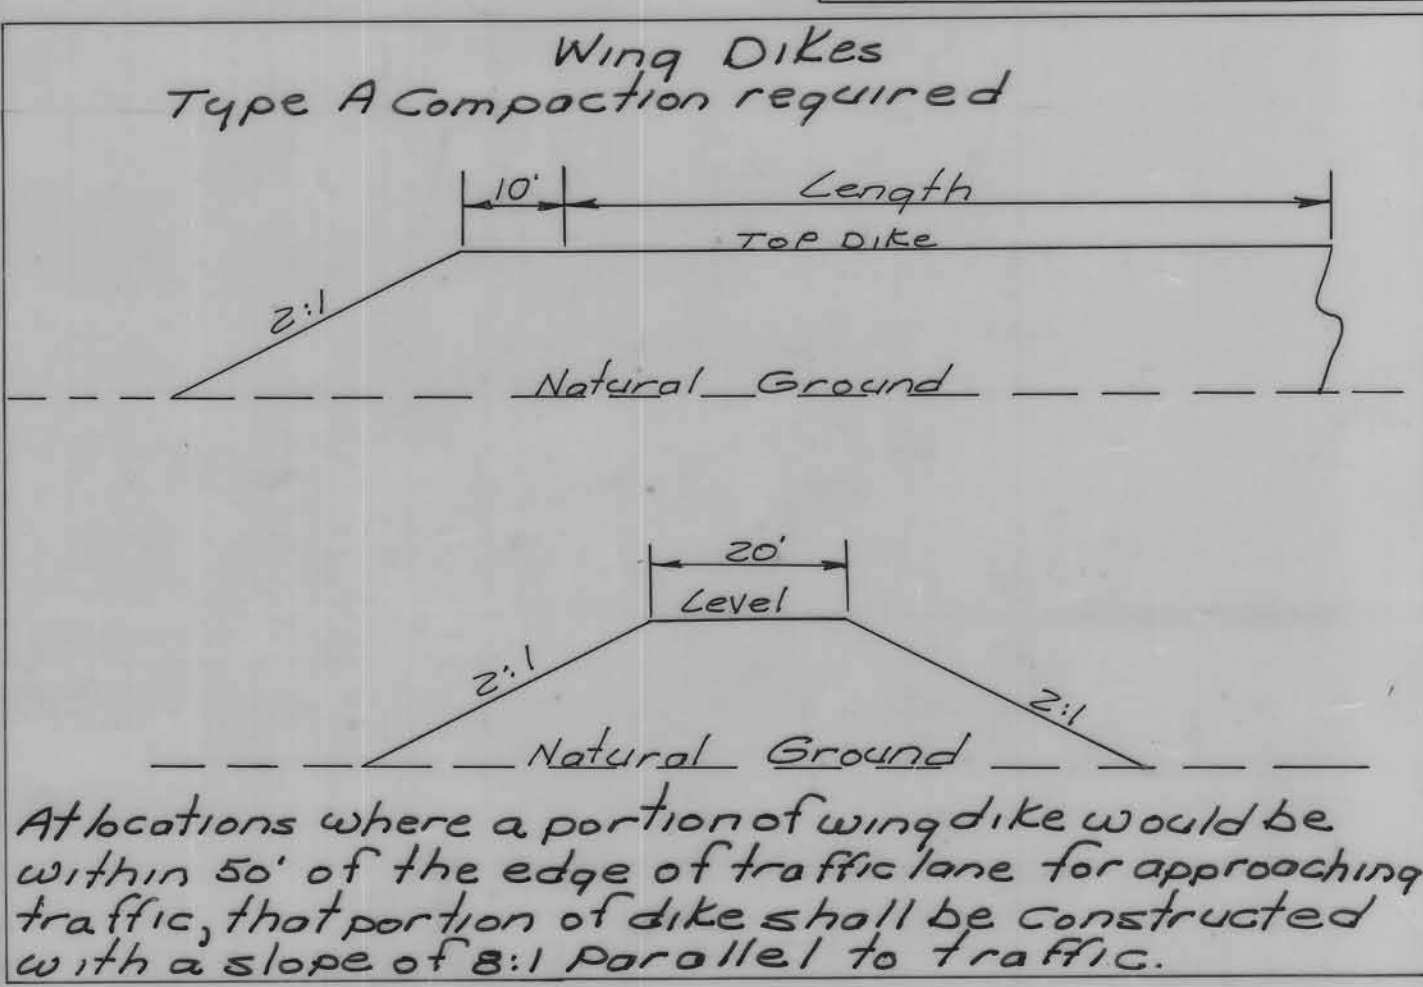 Wing Dikes
Type A Compaction required
10' Length
Top Dike
2:1
Natural Ground
20'
Level
2:1
2:1
Natural Ground
At locations where a portion of wing dike would be
within 50' of the edge of traffic lane for approaching
traffic, that portion of dike shall be constructed
with a slope of 8:1 parallel to traffic.